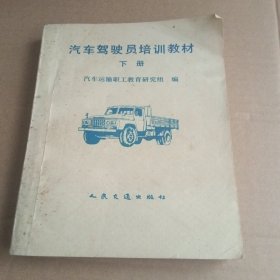 汽车驾驶员培训教材
下册
汽车运输职工教育研究组 编
人民交通出版社